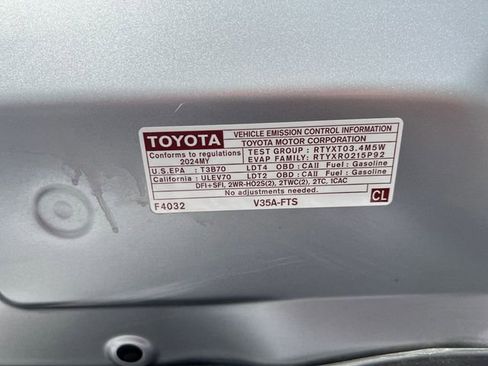 TOYOTA VEHICLE EMISSION CONTROL INFORMATION
TOYOTA MOTOR CORPORATION
Conforms to regulations TEST GROUP : RTYXT03.4M5W
2024MY EVAP FAMILY: RTYXR0215P92
U.S.EPA : T3B70 LDT4 OBD : CAII Fuel : Gasoline
California : ULEV70 LDT2 OBD : CAII Fuel : Gasoline
DFI+SFI, 2WR-HO2S(2), 2TWC(2), 2TC, ICAC
No adjustments needed.
F4032 V35A-FTS CL